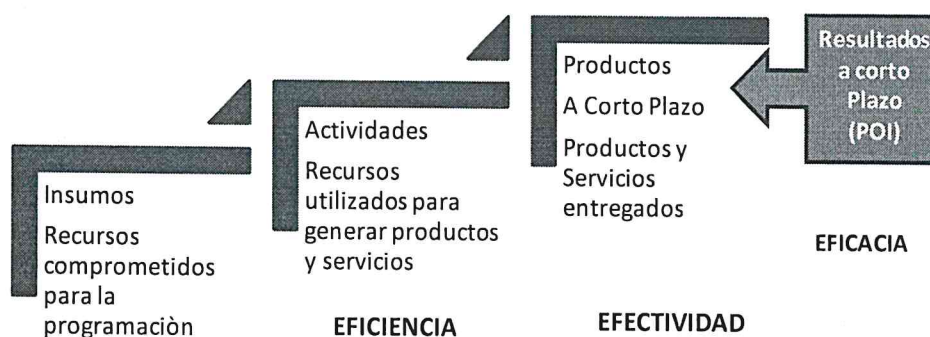 Insumos
Recursos
comprometidos
para la
programaciòn
Actividades
Recursos
utilizados para
generar productos
y servicios
EFICIENCIA
Productos
A Corto Plazo
Productos y
Servicios
entregados
EFECTIVIDAD
Resultados
a corto
Plazo
(POI)
EFICACIA